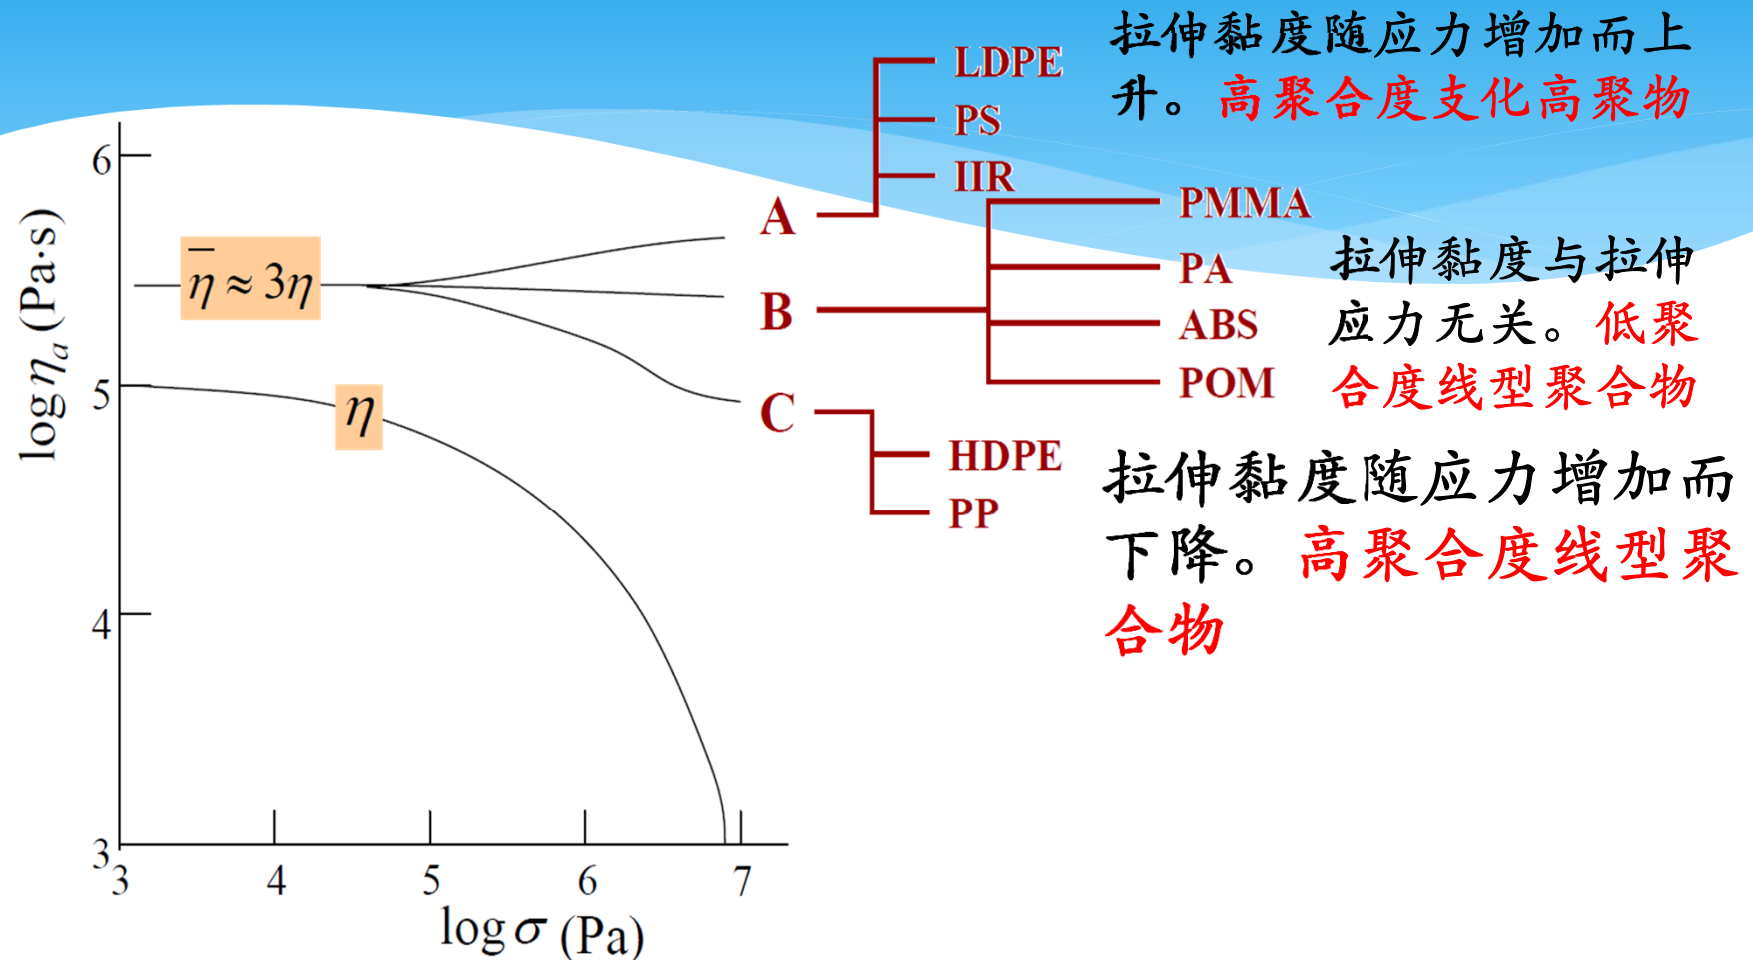 LDPE
PS
IIR
拉伸黏度随应力增加而上
升。高聚合度支化高聚物
A
PMMA
PA
ABS
POM
B
拉伸黏度与拉伸
应力无关。低聚
合度线型聚合物
C
HDPE
PP
拉伸黏度随应力增加而
下降。高聚合度线型聚
合物
log η_a (Pa·s)
6
5
4
3
η̅ ≈ 3η
η
3 4 5 6 7
log σ (Pa)